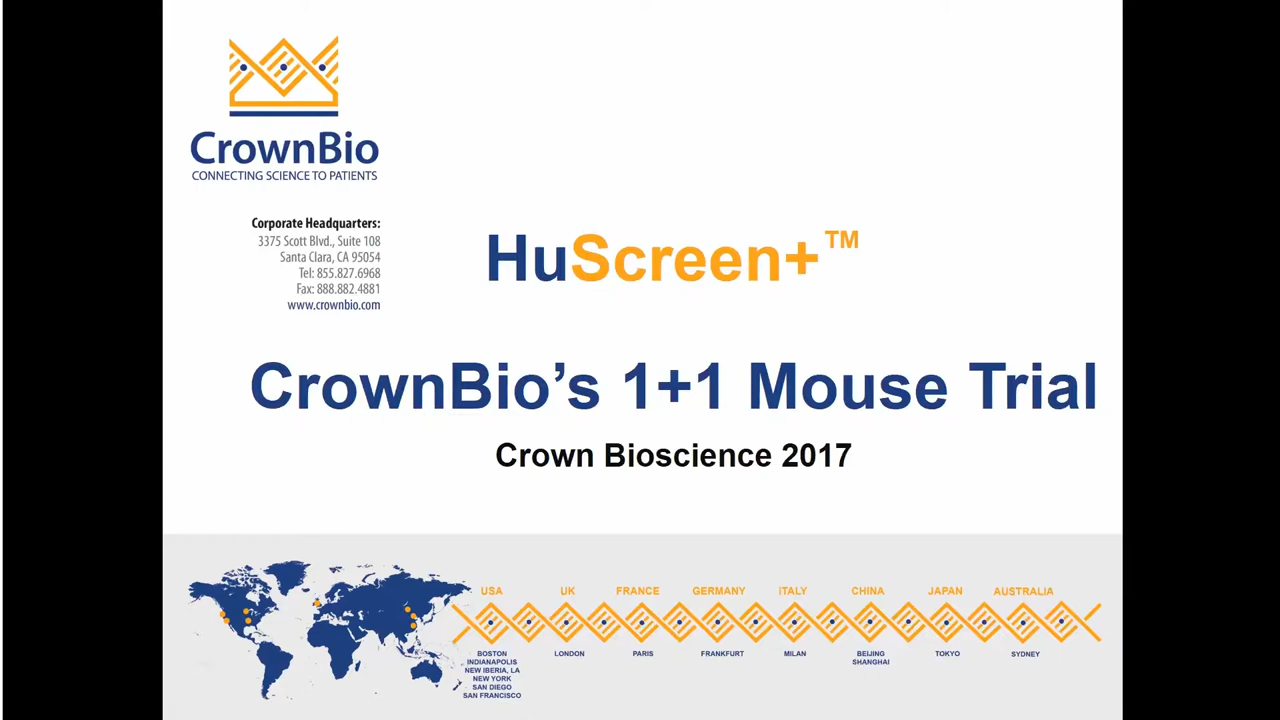 CrownBio
CONNECTING SCIENCE TO PATIENTS
Corporate Headquarters:
3375 Scott Blvd., Suite 108
Santa Clara, CA 95054
Tel: 855.827.6968
Fax: 888.882.4881
www.crownbio.com
HuScreen+™
CrownBio’s 1+1 Mouse Trial
Crown Bioscience 2017
USA UK FRANCE GERMANY ITALY CHINA JAPAN AUSTRALIA
BOSTON LONDON PARIS FRANKFURT MILAN BEIJING TOKYO SYDNEY
INDIANAPOLIS SHANGHAI
NEW IBERIA, LA
NEW YORK
SAN DIEGO
SAN FRANCISCO